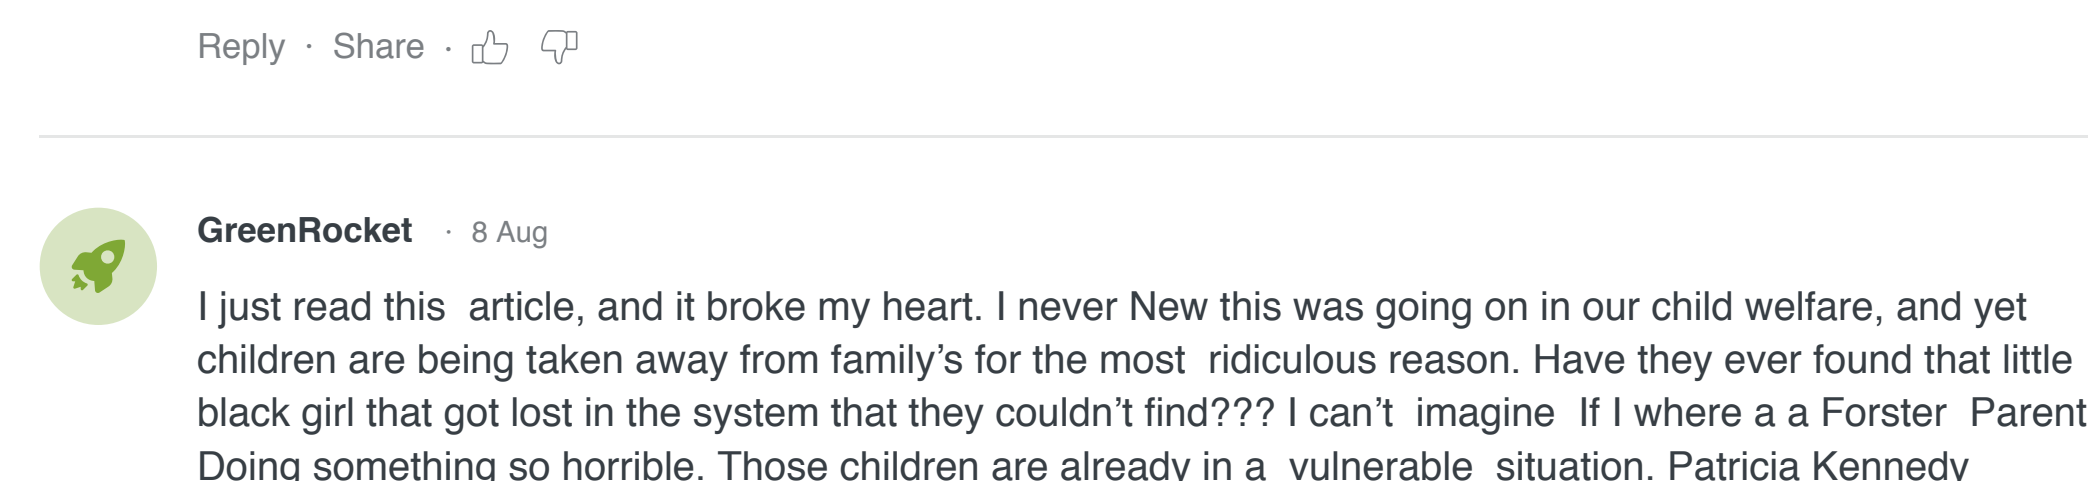 Reply · Share ·
GreenRocket · 8 Aug
I just read this  article, and it broke my heart. I never New this was going on in our child welfare, and yet
children are being taken away from family’s for the most  ridiculous reason. Have they ever found that little
black girl that got lost in the system that they couldn’t find??? I can’t  imagine  If I where a a Forster  Parent
Doing something so horrible. Those children are already in a  vulnerable  situation. Patricia Kennedy